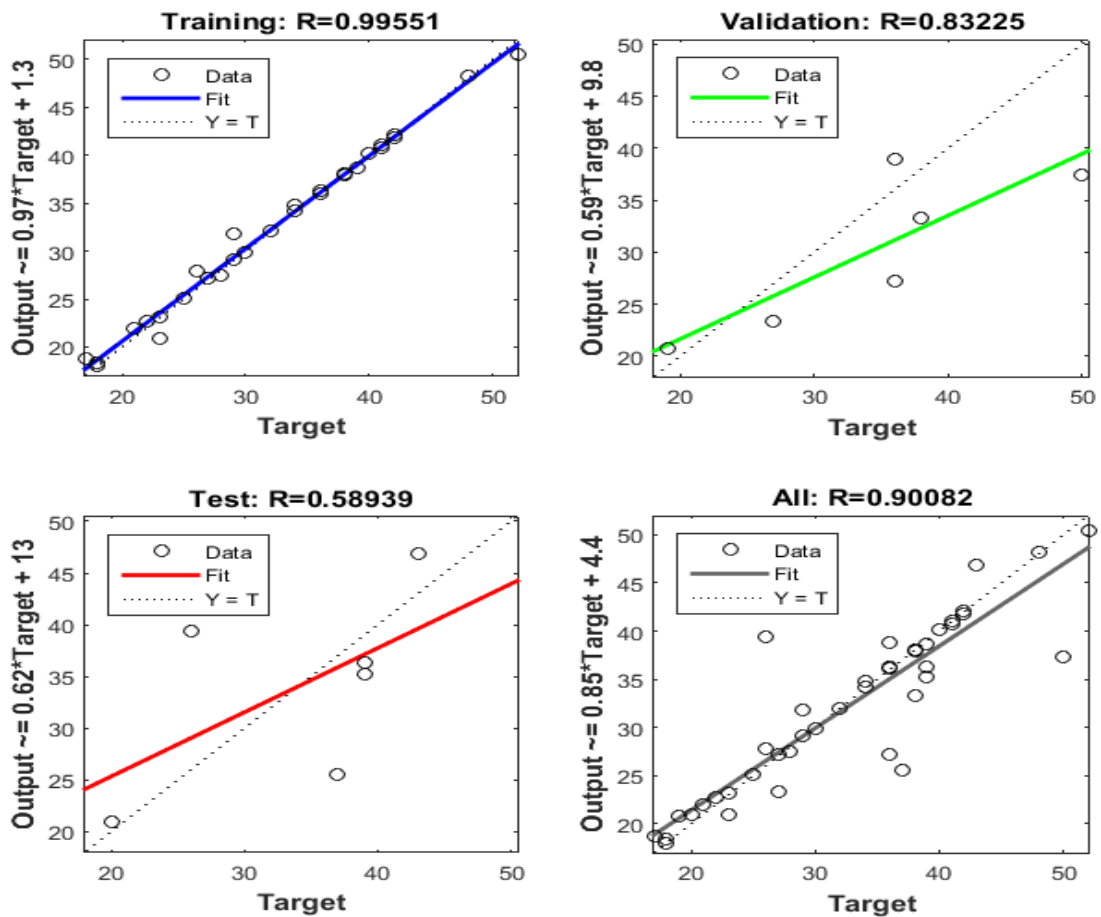 Training: R=0.99551
Output ~= 0.97*Target + 1.3
Data
Fit
Y = T
50
45
40
35
30
25
20
20 30 40 50
Target
Validation: R=0.83225
Output ~= 0.59*Target + 9.8
Data
Fit
Y = T
50
45
40
35
30
25
20
20 30 40 50
Target
Test: R=0.58939
Output ~= 0.62*Target + 13
Data
Fit
Y = T
50
45
40
35
30
25
20
20 30 40 50
Target
All: R=0.90082
Output ~= 0.85*Target + 4.4
Data
Fit
Y = T
50
45
40
35
30
25
20
20 30 40 50
Target